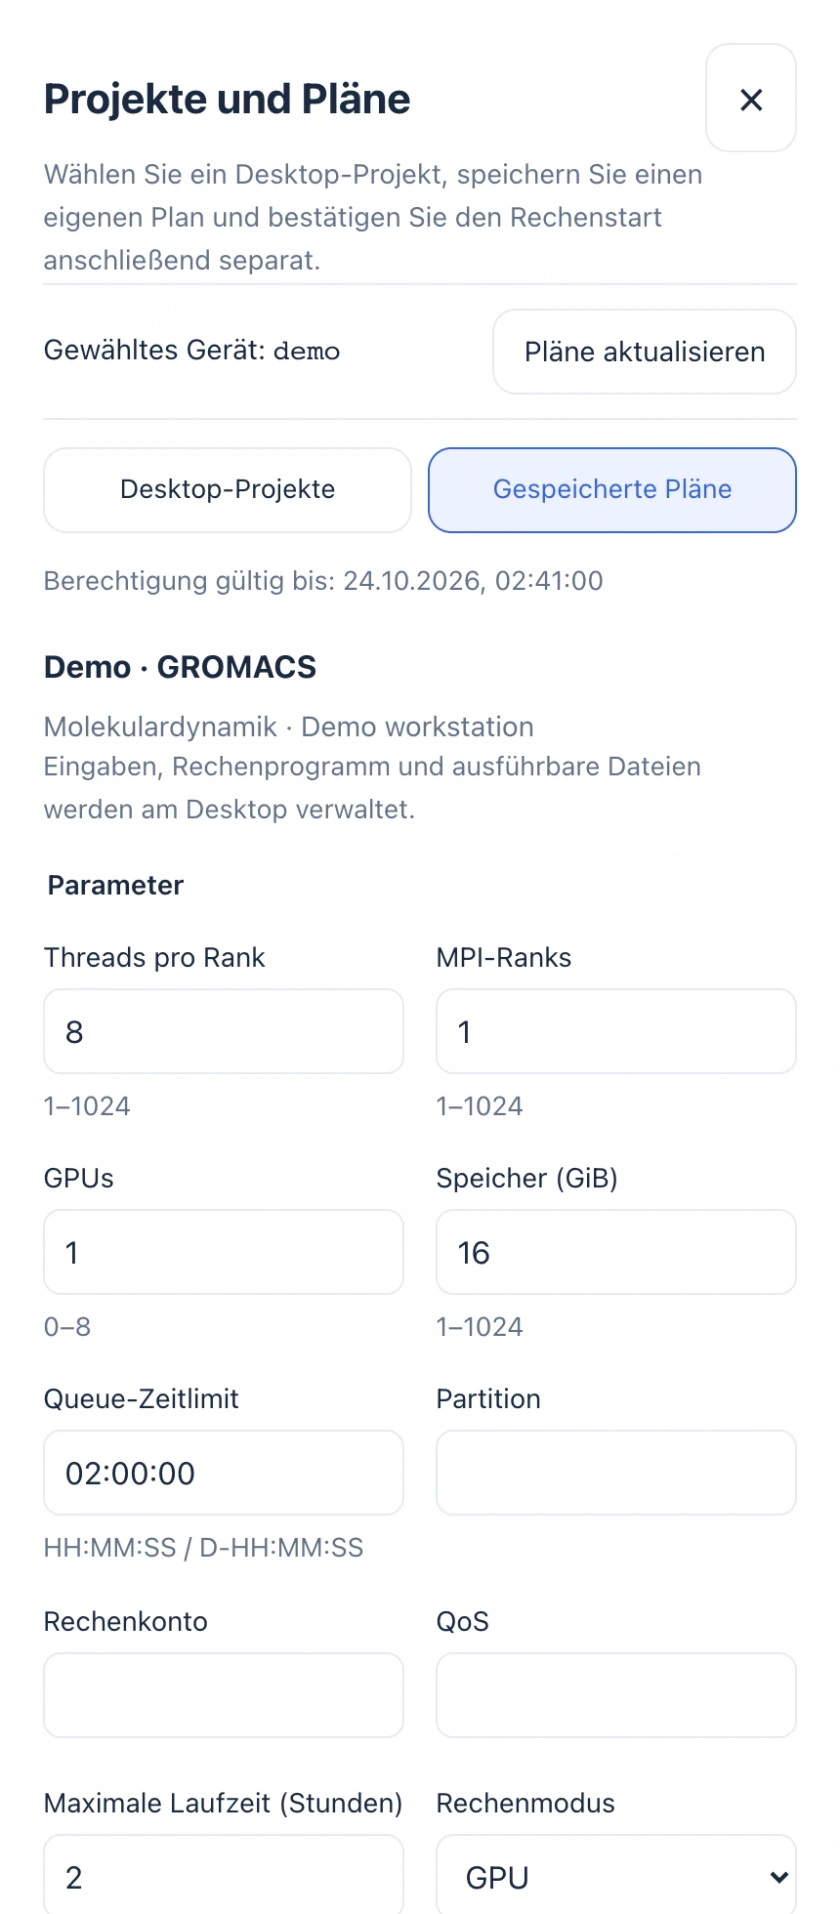 Projekte und Pläne
Wählen Sie ein Desktop-Projekt, speichern Sie einen
eigenen Plan und bestätigen Sie den Rechenstart
anschließend separat.
Gewähltes Gerät: demo
Pläne aktualisieren
Desktop-Projekte
Gespeicherte Pläne
Berechtigung gültig bis: 24.10.2026, 02:41:00
Demo · GROMACS
Molekulardynamik · Demo workstation
Eingaben, Rechenprogramm und ausführbare Dateien
werden am Desktop verwaltet.
Parameter
Threads pro Rank
MPI-Ranks
8
1
1–1024
1–1024
GPUs
Speicher (GiB)
1
16
0–8
1–1024
Queue-Zeitlimit
Partition
02:00:00
HH:MM:SS / D-HH:MM:SS
Rechenkonto
QoS
Maximale Laufzeit (Stunden)
Rechenmodus
2
GPU